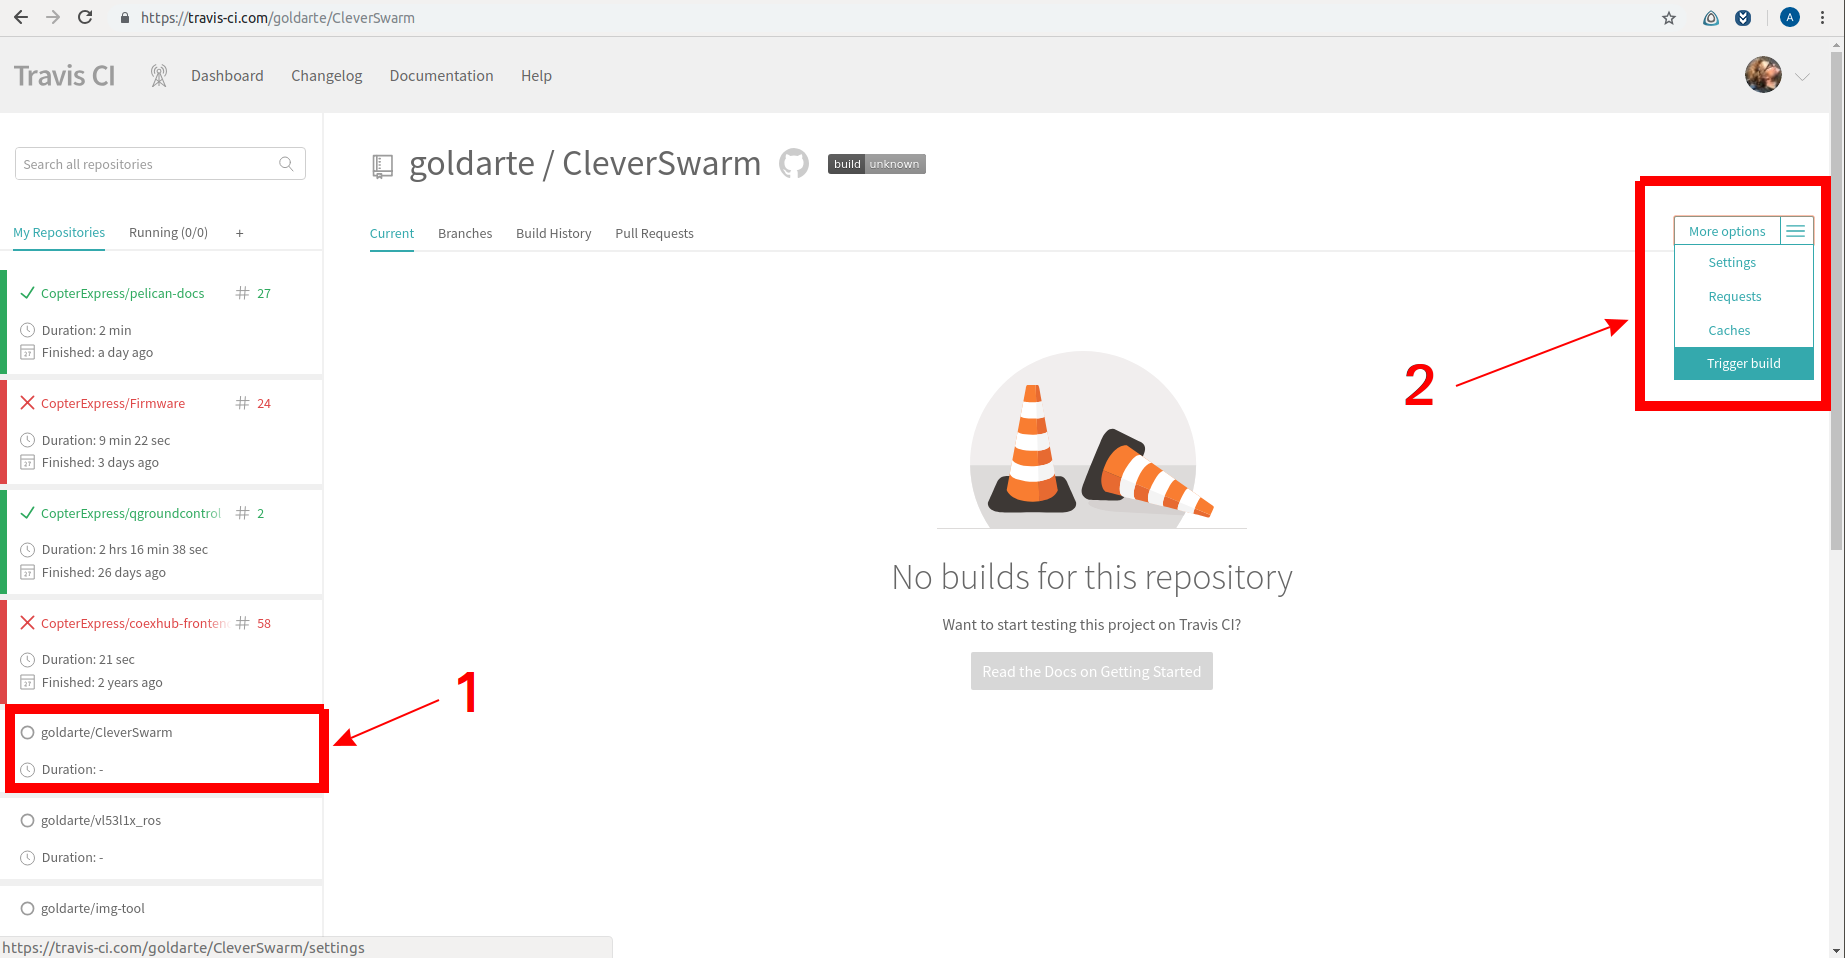 https://travis-ci.com/goldarte/CleverSwarm
A
Travis CI
Dashboard
Changelog
Documentation
Help
Search all repositories
My Repositories
Running (0/0)
+
CopterExpress/pelican-docs
# 27
Duration: 2 min
27 Finished: a day ago
CopterExpress/Firmware
# 24
Duration: 9 min 22 sec
27 Finished: 3 days ago
CopterExpress/qgroundcontrol
# 2
Duration: 2 hrs 16 min 38 sec
27 Finished: 26 days ago
CopterExpress/coexhub-fronten
# 58
Duration: 21 sec
27 Finished: 2 years ago
1
goldarte/CleverSwarm
Duration: -
goldarte/vl53l1x_ros
Duration: -
goldarte/img-tool
https://travis-ci.com/goldarte/CleverSwarm/settings
goldarte / CleverSwarm
build unknown
Current
Branches
Build History
Pull Requests
More options
Settings
Requests
Caches
Trigger build
2
No builds for this repository
Want to start testing this project on Travis CI?
Read the Docs on Getting Started